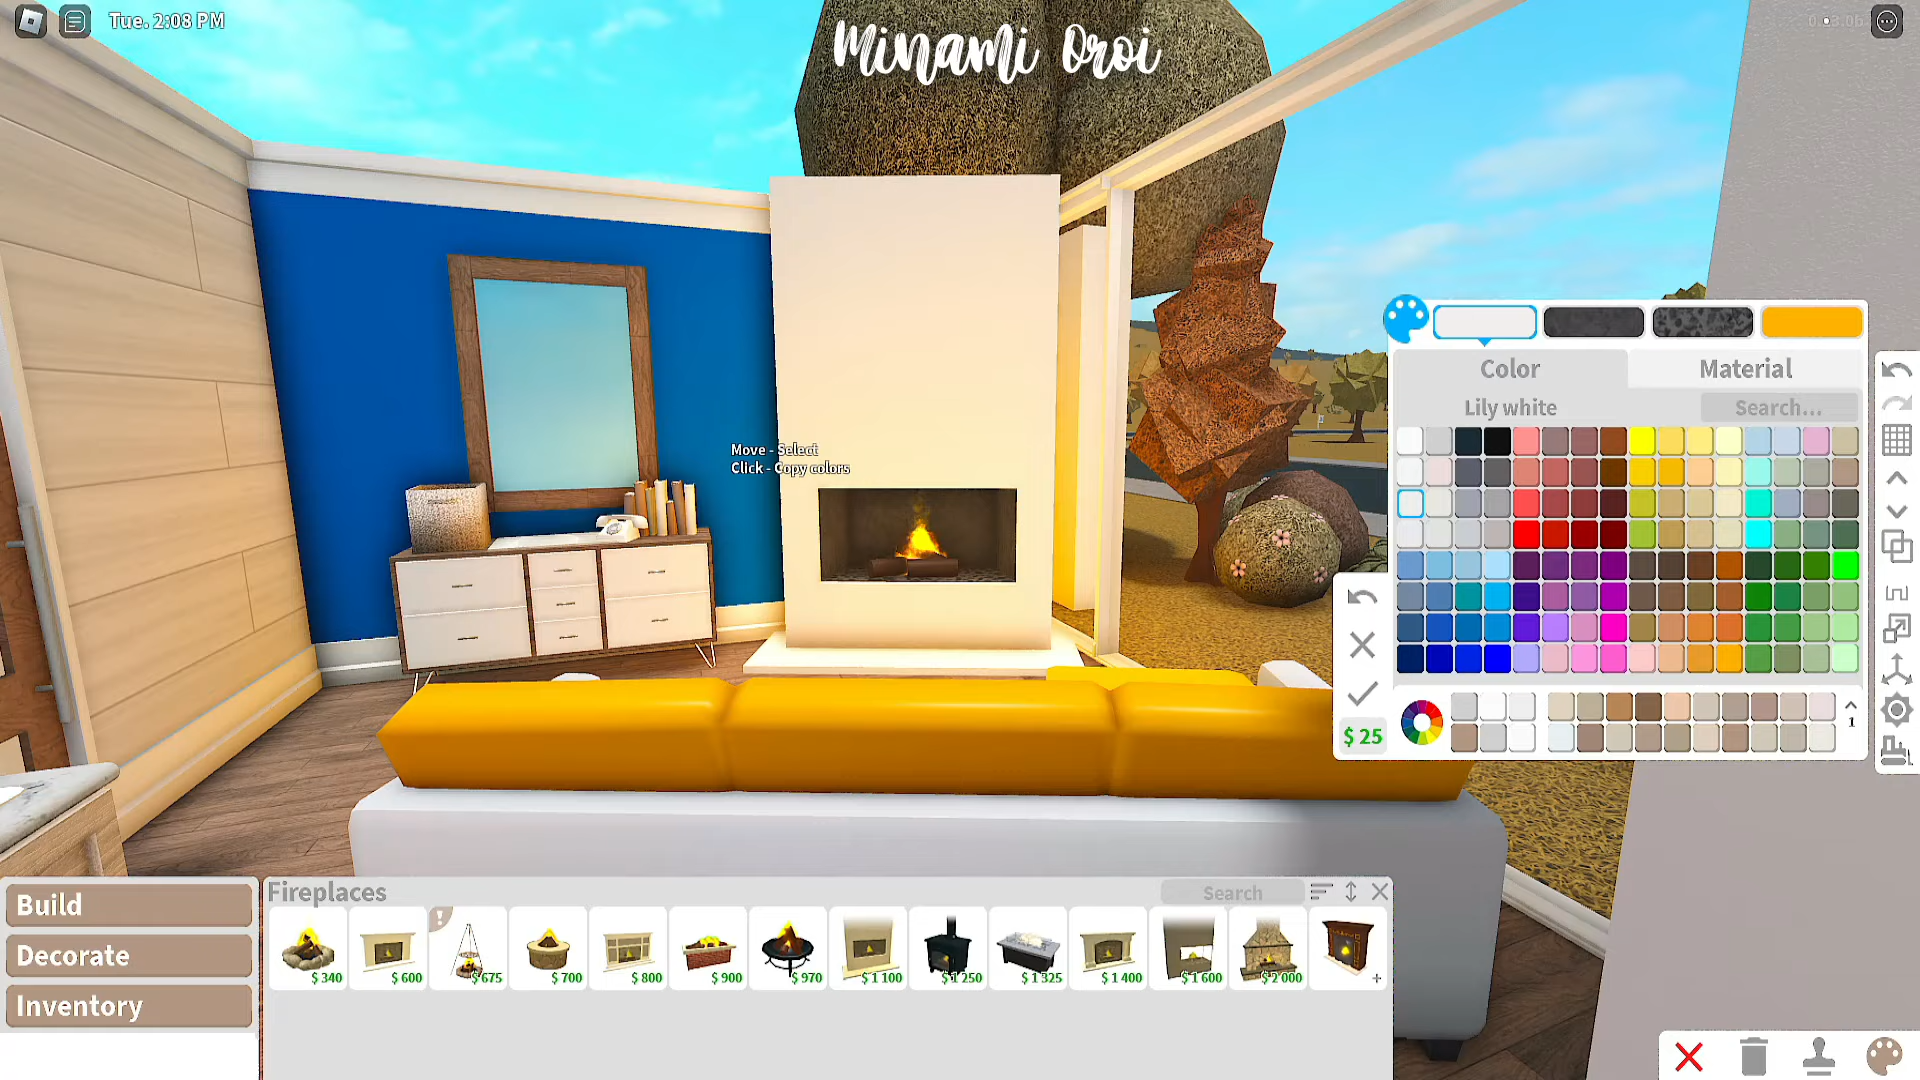 Tue. 2:08 PM
Minami Oroi
Move - Select
Click - Copy colors
Color
Material
Lily white
Search...
$ 25
1
Build
Decorate
Inventory
Fireplaces
Search
$ 340
$ 600
$ 675
$ 700
$ 800
$ 900
$ 970
$ 1 100
$ 1 250
$ 1 325
$ 1 400
$ 1 600
$ 2 000
+